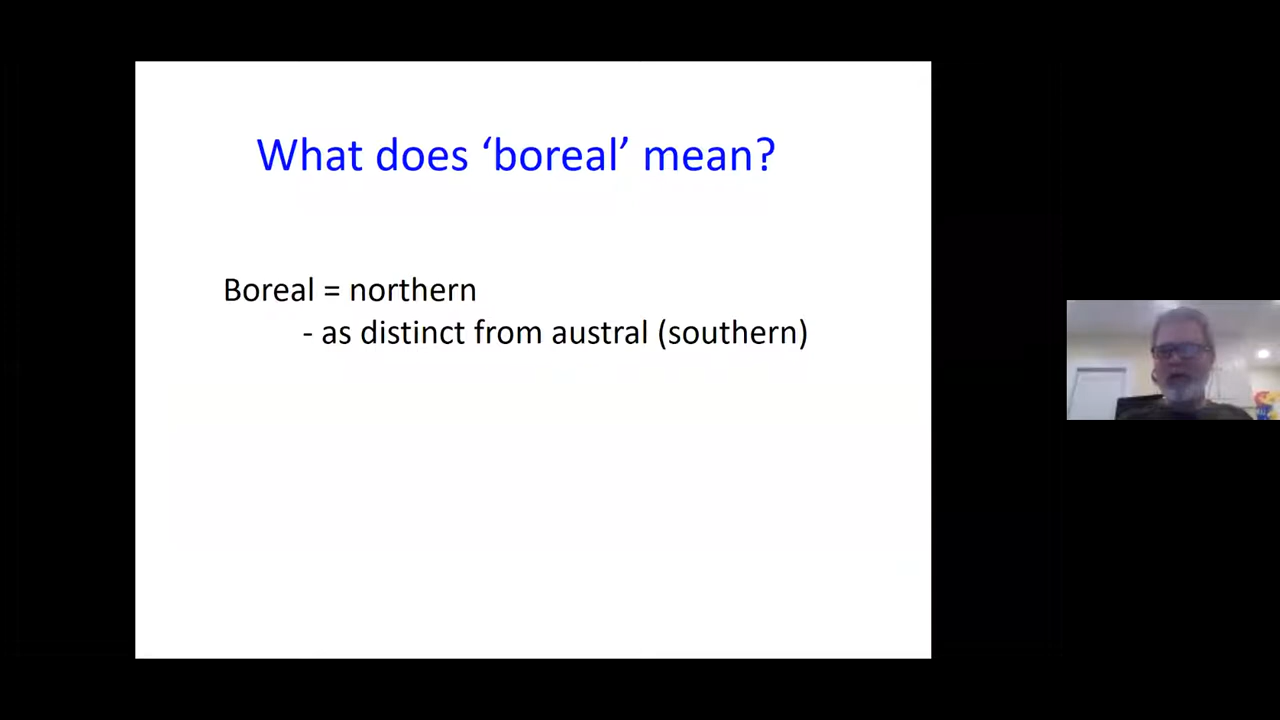 What does ‘boreal’ mean?
Boreal = northern
- as distinct from austral (southern)